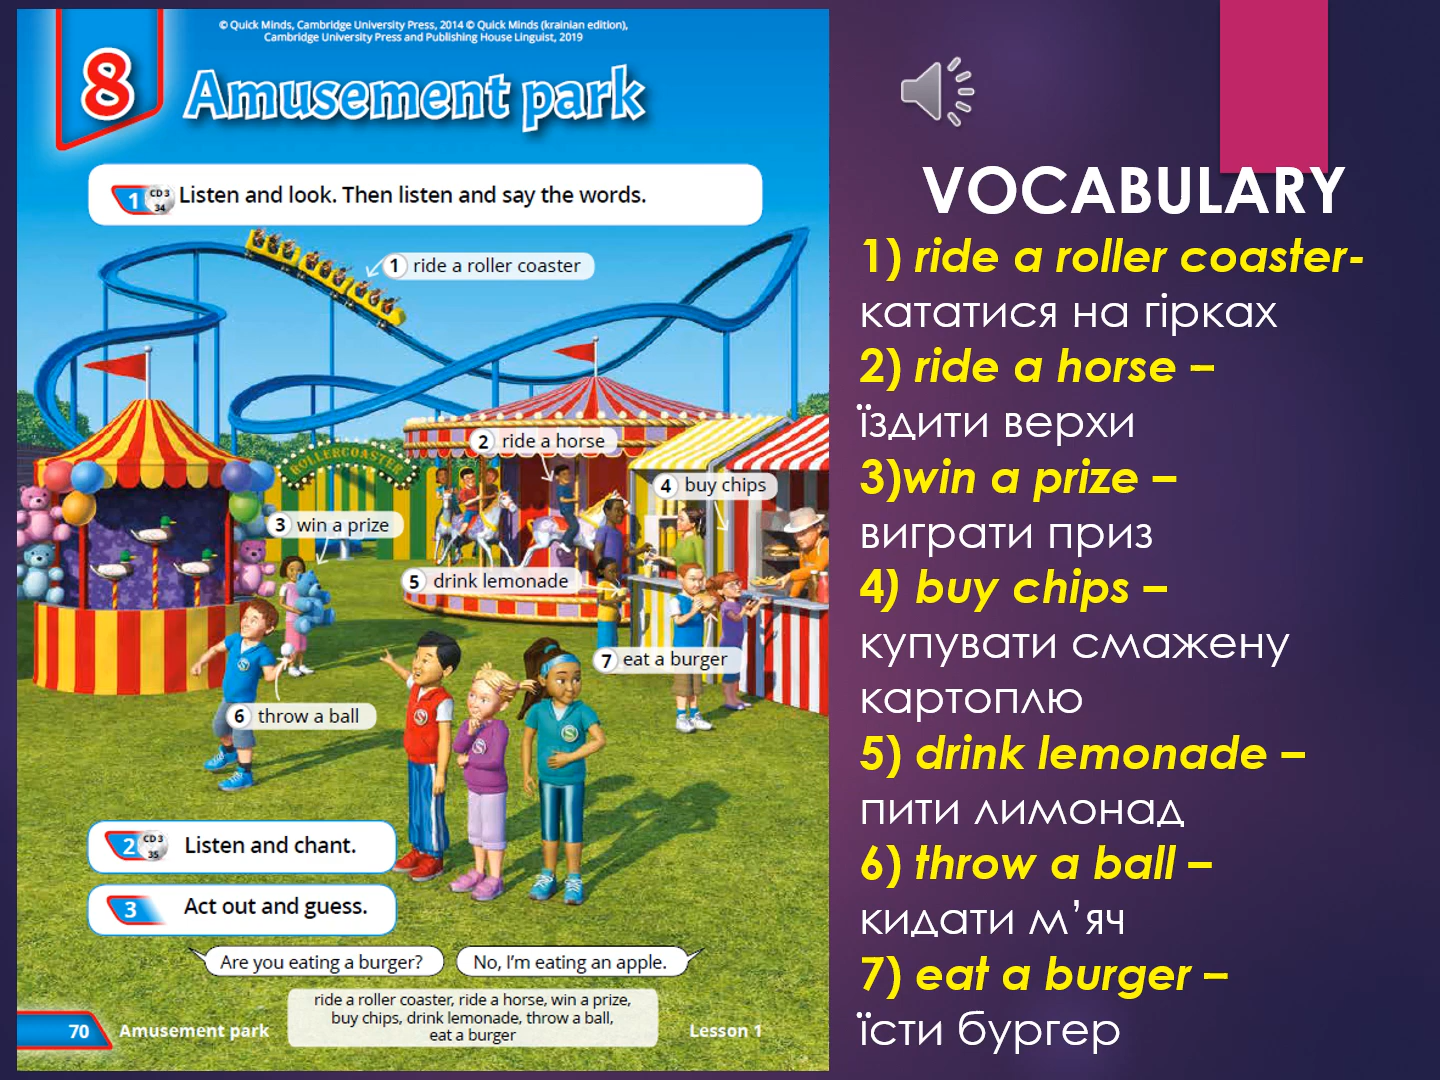 © Quick Minds, Cambridge University Press, 2014 © Quick Minds (krainian edition),
Cambridge University Press and Publishing House Linguist, 2019
8
Amusement park
1 CD 3 34 Listen and look. Then listen and say the words.
1 ride a roller coaster
ROLLERCOASTER
2 ride a horse
4 buy chips
3 win a prize
5 drink lemonade
7 eat a burger
6 throw a ball
2 CD 3 35 Listen and chant.
3 Act out and guess.
Are you eating a burger?
No, I'm eating an apple.
ride a roller coaster, ride a horse, win a prize,
buy chips, drink lemonade, throw a ball,
eat a burger
70 Amusement park
Lesson 1
VOCABULARY
1) ride a roller coaster-
кататися на гірках
2) ride a horse –
їздити верхи
3)win a prize –
виграти приз
4) buy chips –
купувати смажену
картоплю
5) drink lemonade –
пити лимонад
6) throw a ball –
кидати м’яч
7) eat a burger –
їсти бургер